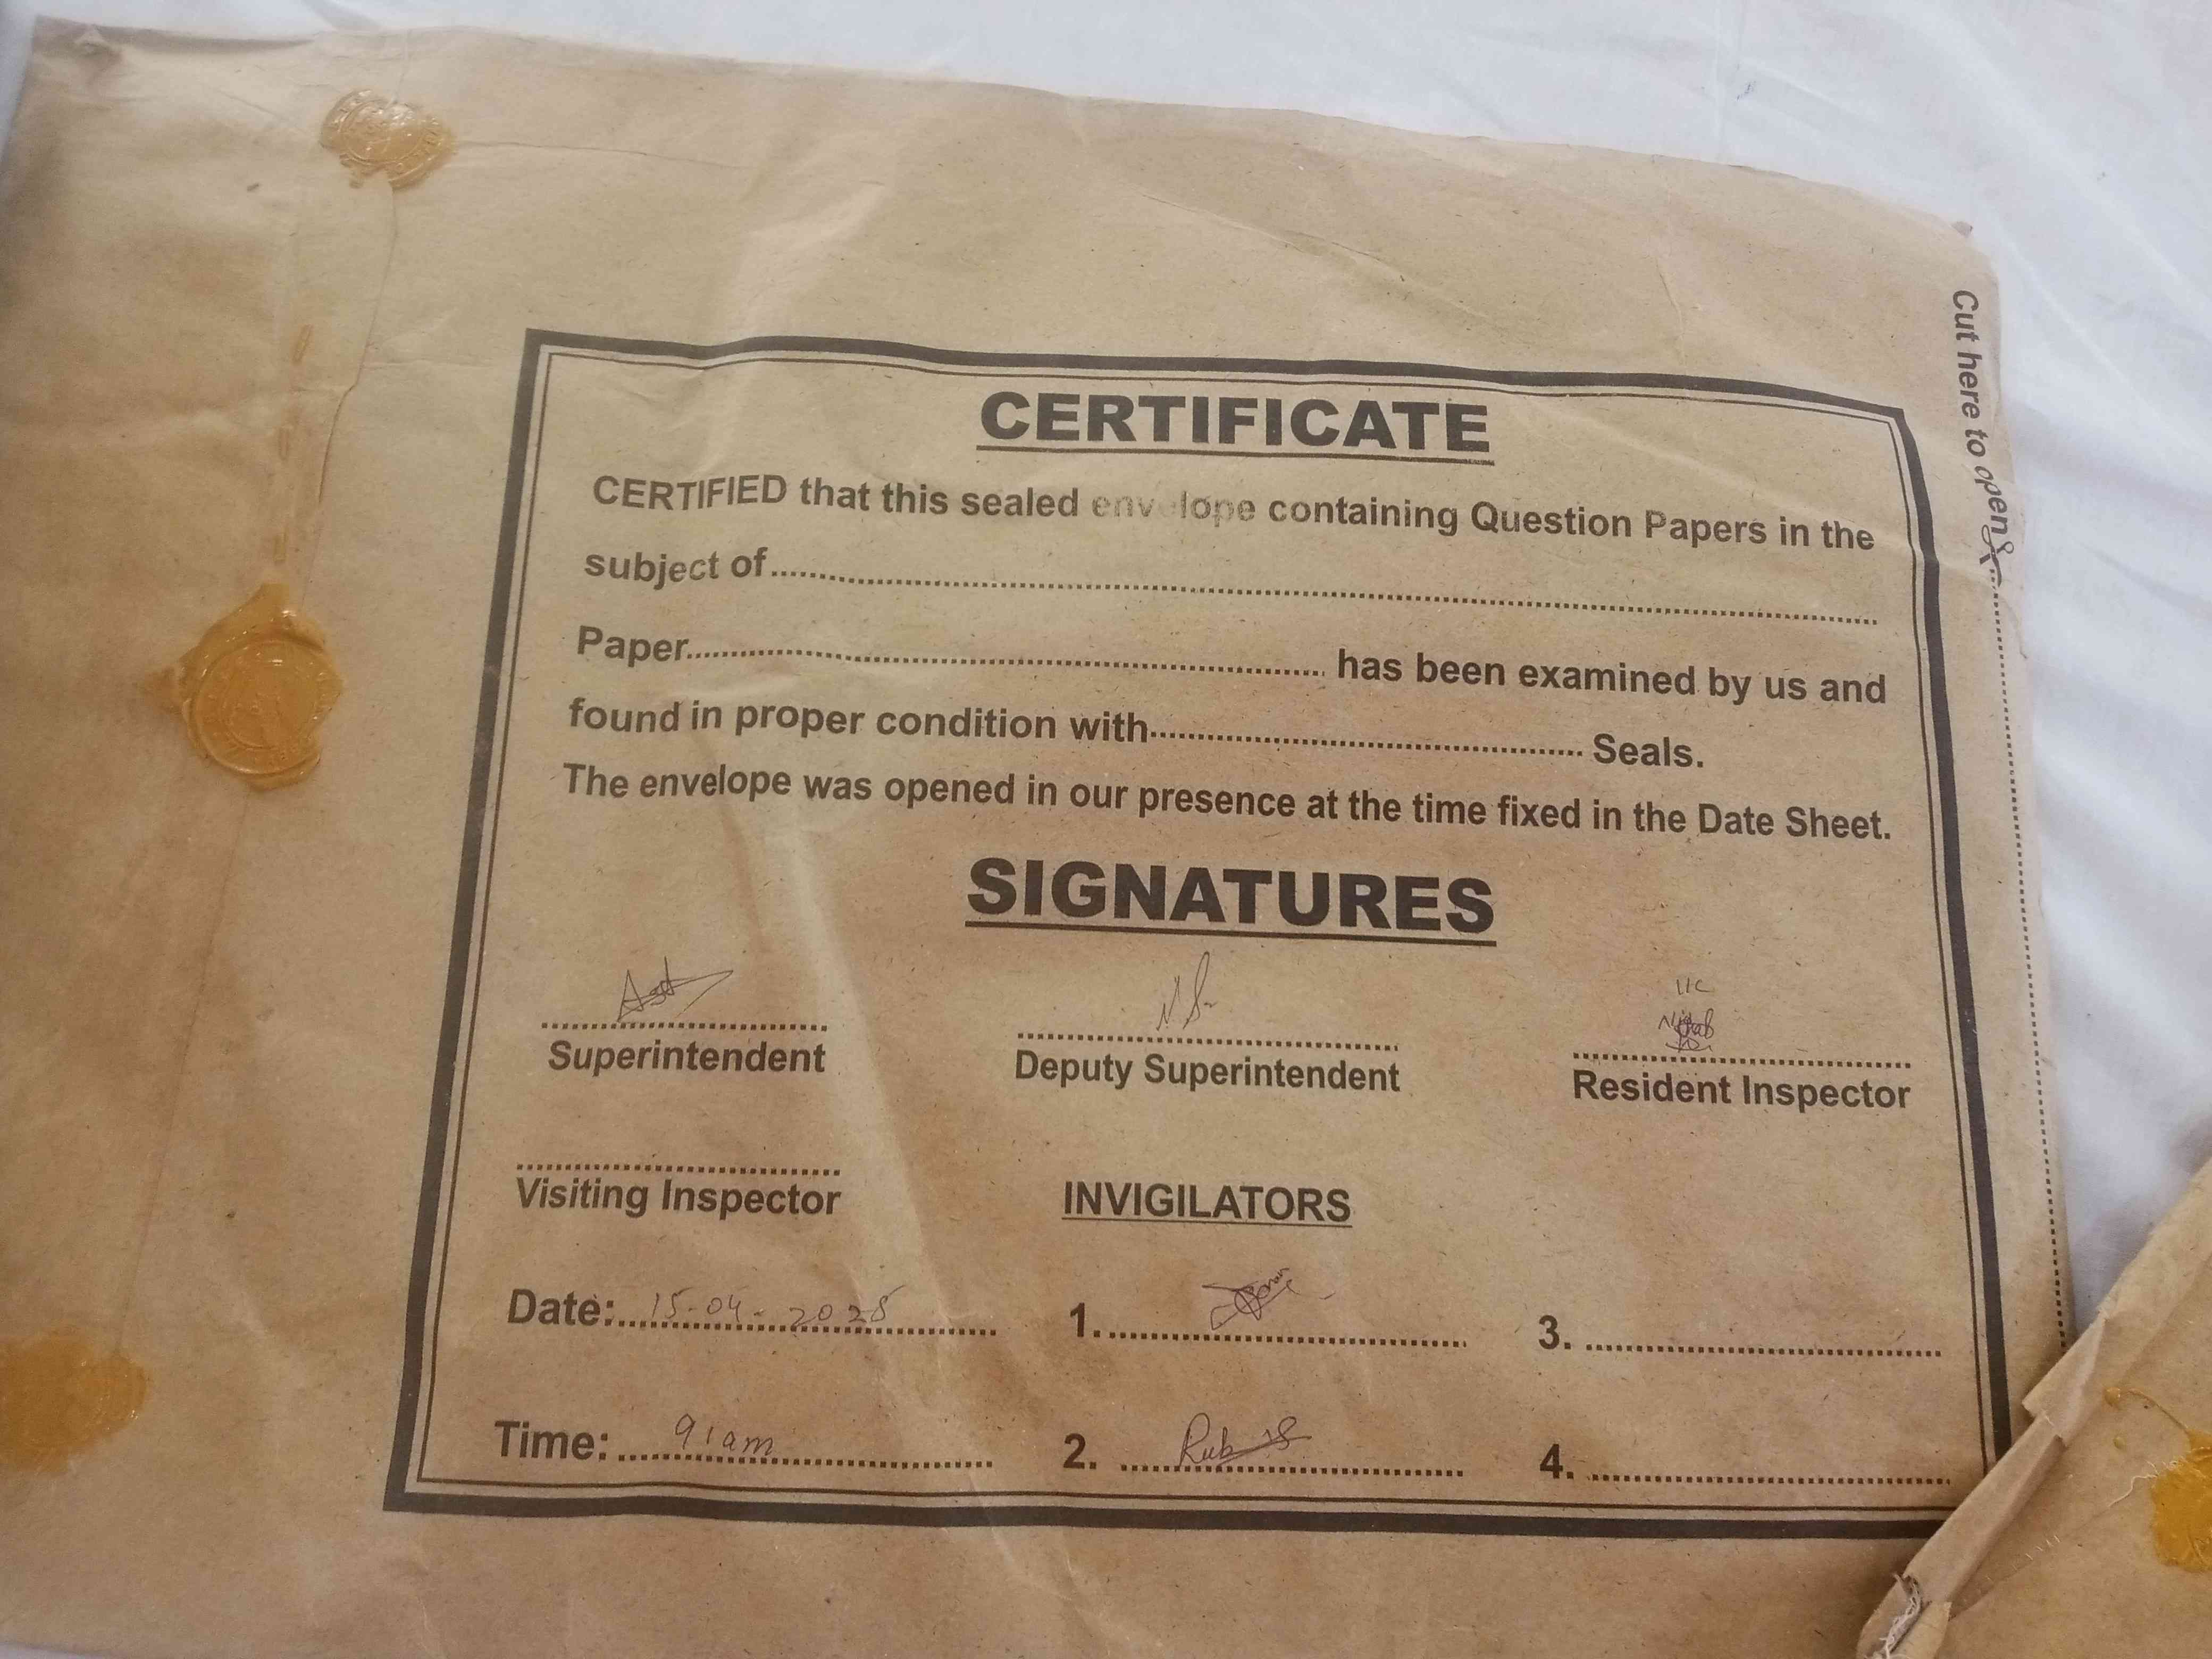 Cut here to open
CERTIFICATE
CERTIFIED that this sealed envelope containing Question Papers in the
subject of
Paper has been examined by us and
found in proper condition with Seals.
The envelope was opened in our presence at the time fixed in the Date Sheet.
SIGNATURES
Superintendent Deputy Superintendent Resident Inspector
Visiting Inspector INVIGILATORS
Date: 15-04-2025 1. 3.
Time: 9:am 2. 4.